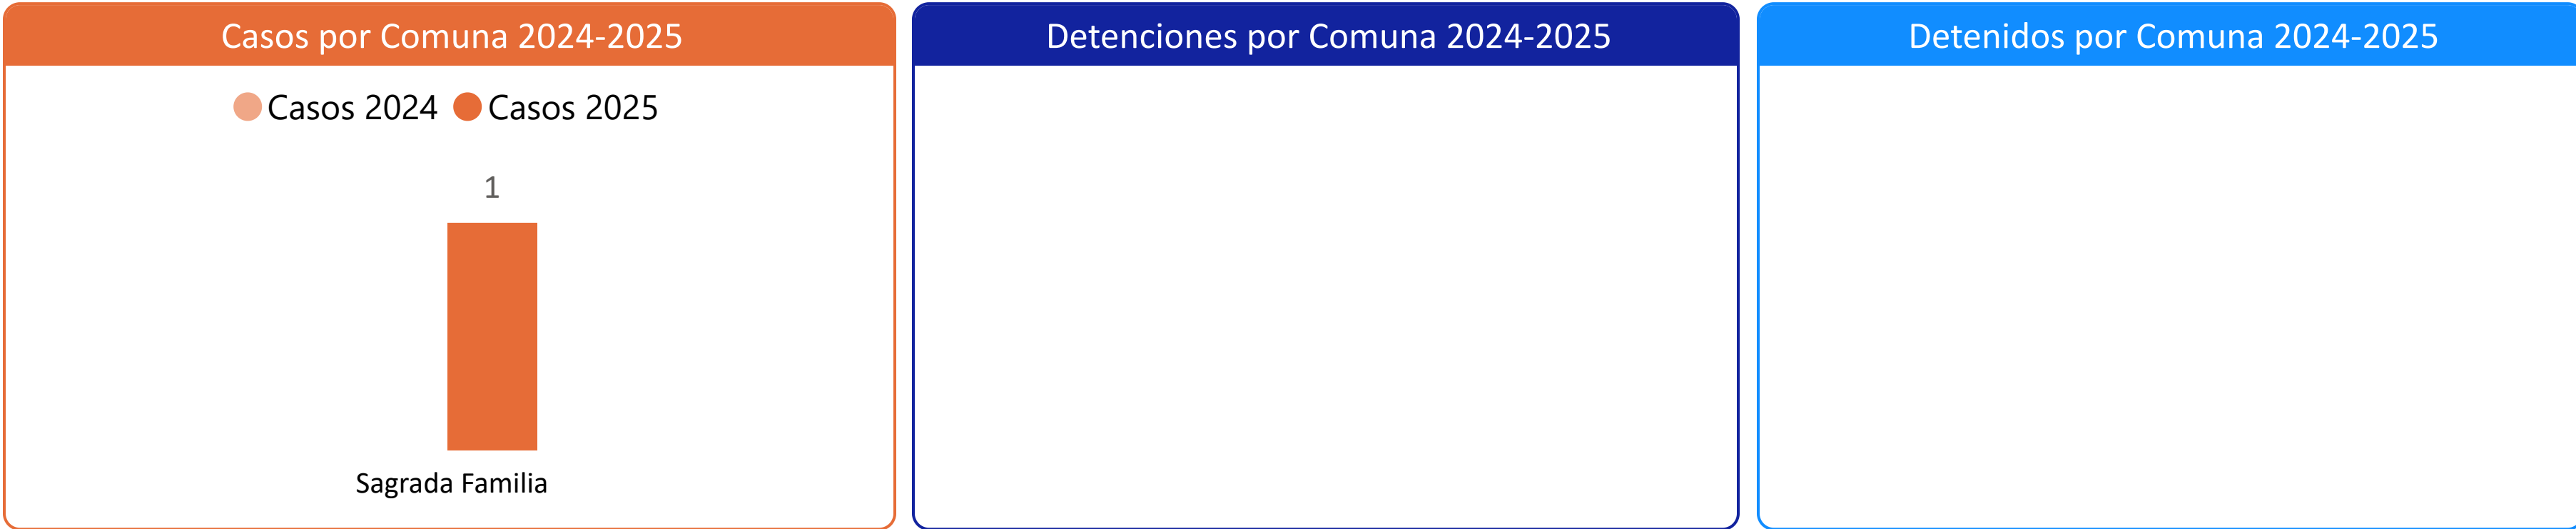 Casos por Comuna 2024-2025
Casos 2024
Casos 2025
1
Sagrada Familia
Detenciones por Comuna 2024-2025
Detenidos por Comuna 2024-2025